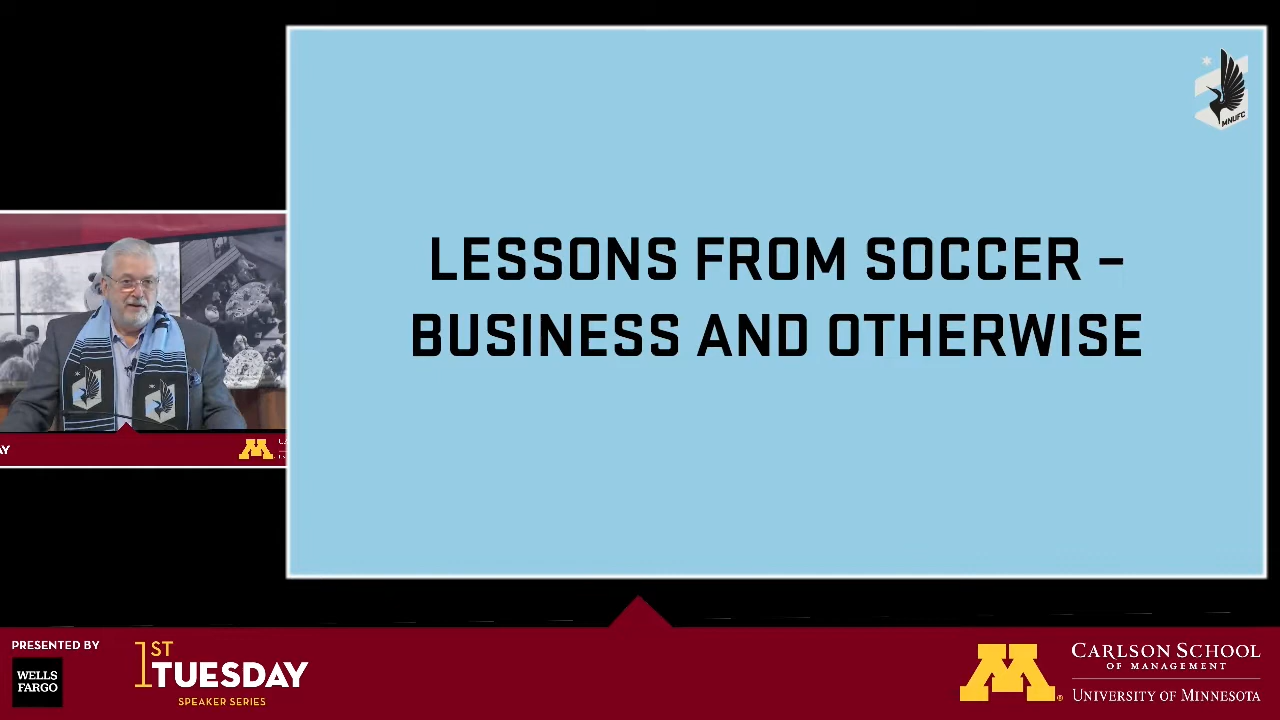 MNUFC
LESSONS FROM SOCCER –
BUSINESS AND OTHERWISE
AY
M
PRESENTED BY
WELLS
FARGO
1ST
TUESDAY
SPEAKER SERIES
M
CARLSON SCHOOL
OF MANAGEMENT
UNIVERSITY OF MINNESOTA